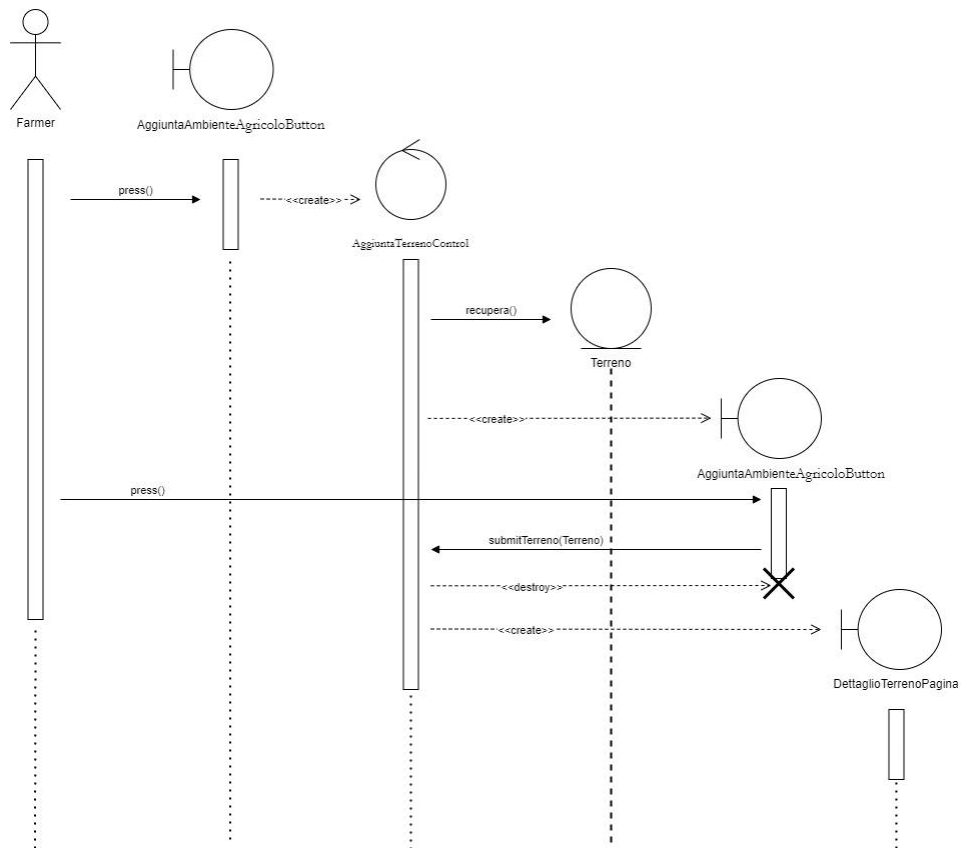 Farmer
AggiuntaAmbienteAgricoloButton
press()
<<create>>
AggiuntaTerrenoControl
recupera()
Terreno
<<create>>
AggiuntaAmbienteAgricoloButton
press()
submitTerreno(Terreno)
<<destroy>>
<<create>>
DettaglioTerrenoPagina